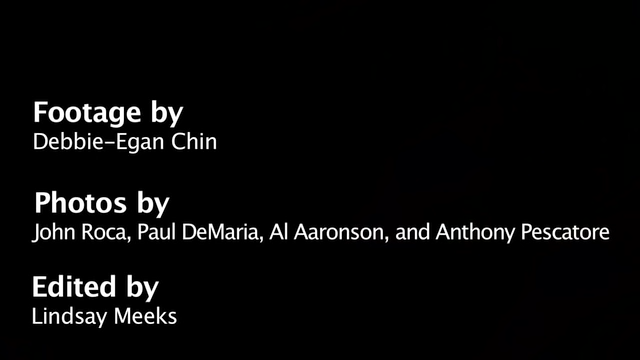 Footage by
Debbie-Egan Chin
Photos by
John Roca, Paul DeMaria, Al Aaronson, and Anthony Pescatore
Edited by
Lindsay Meeks